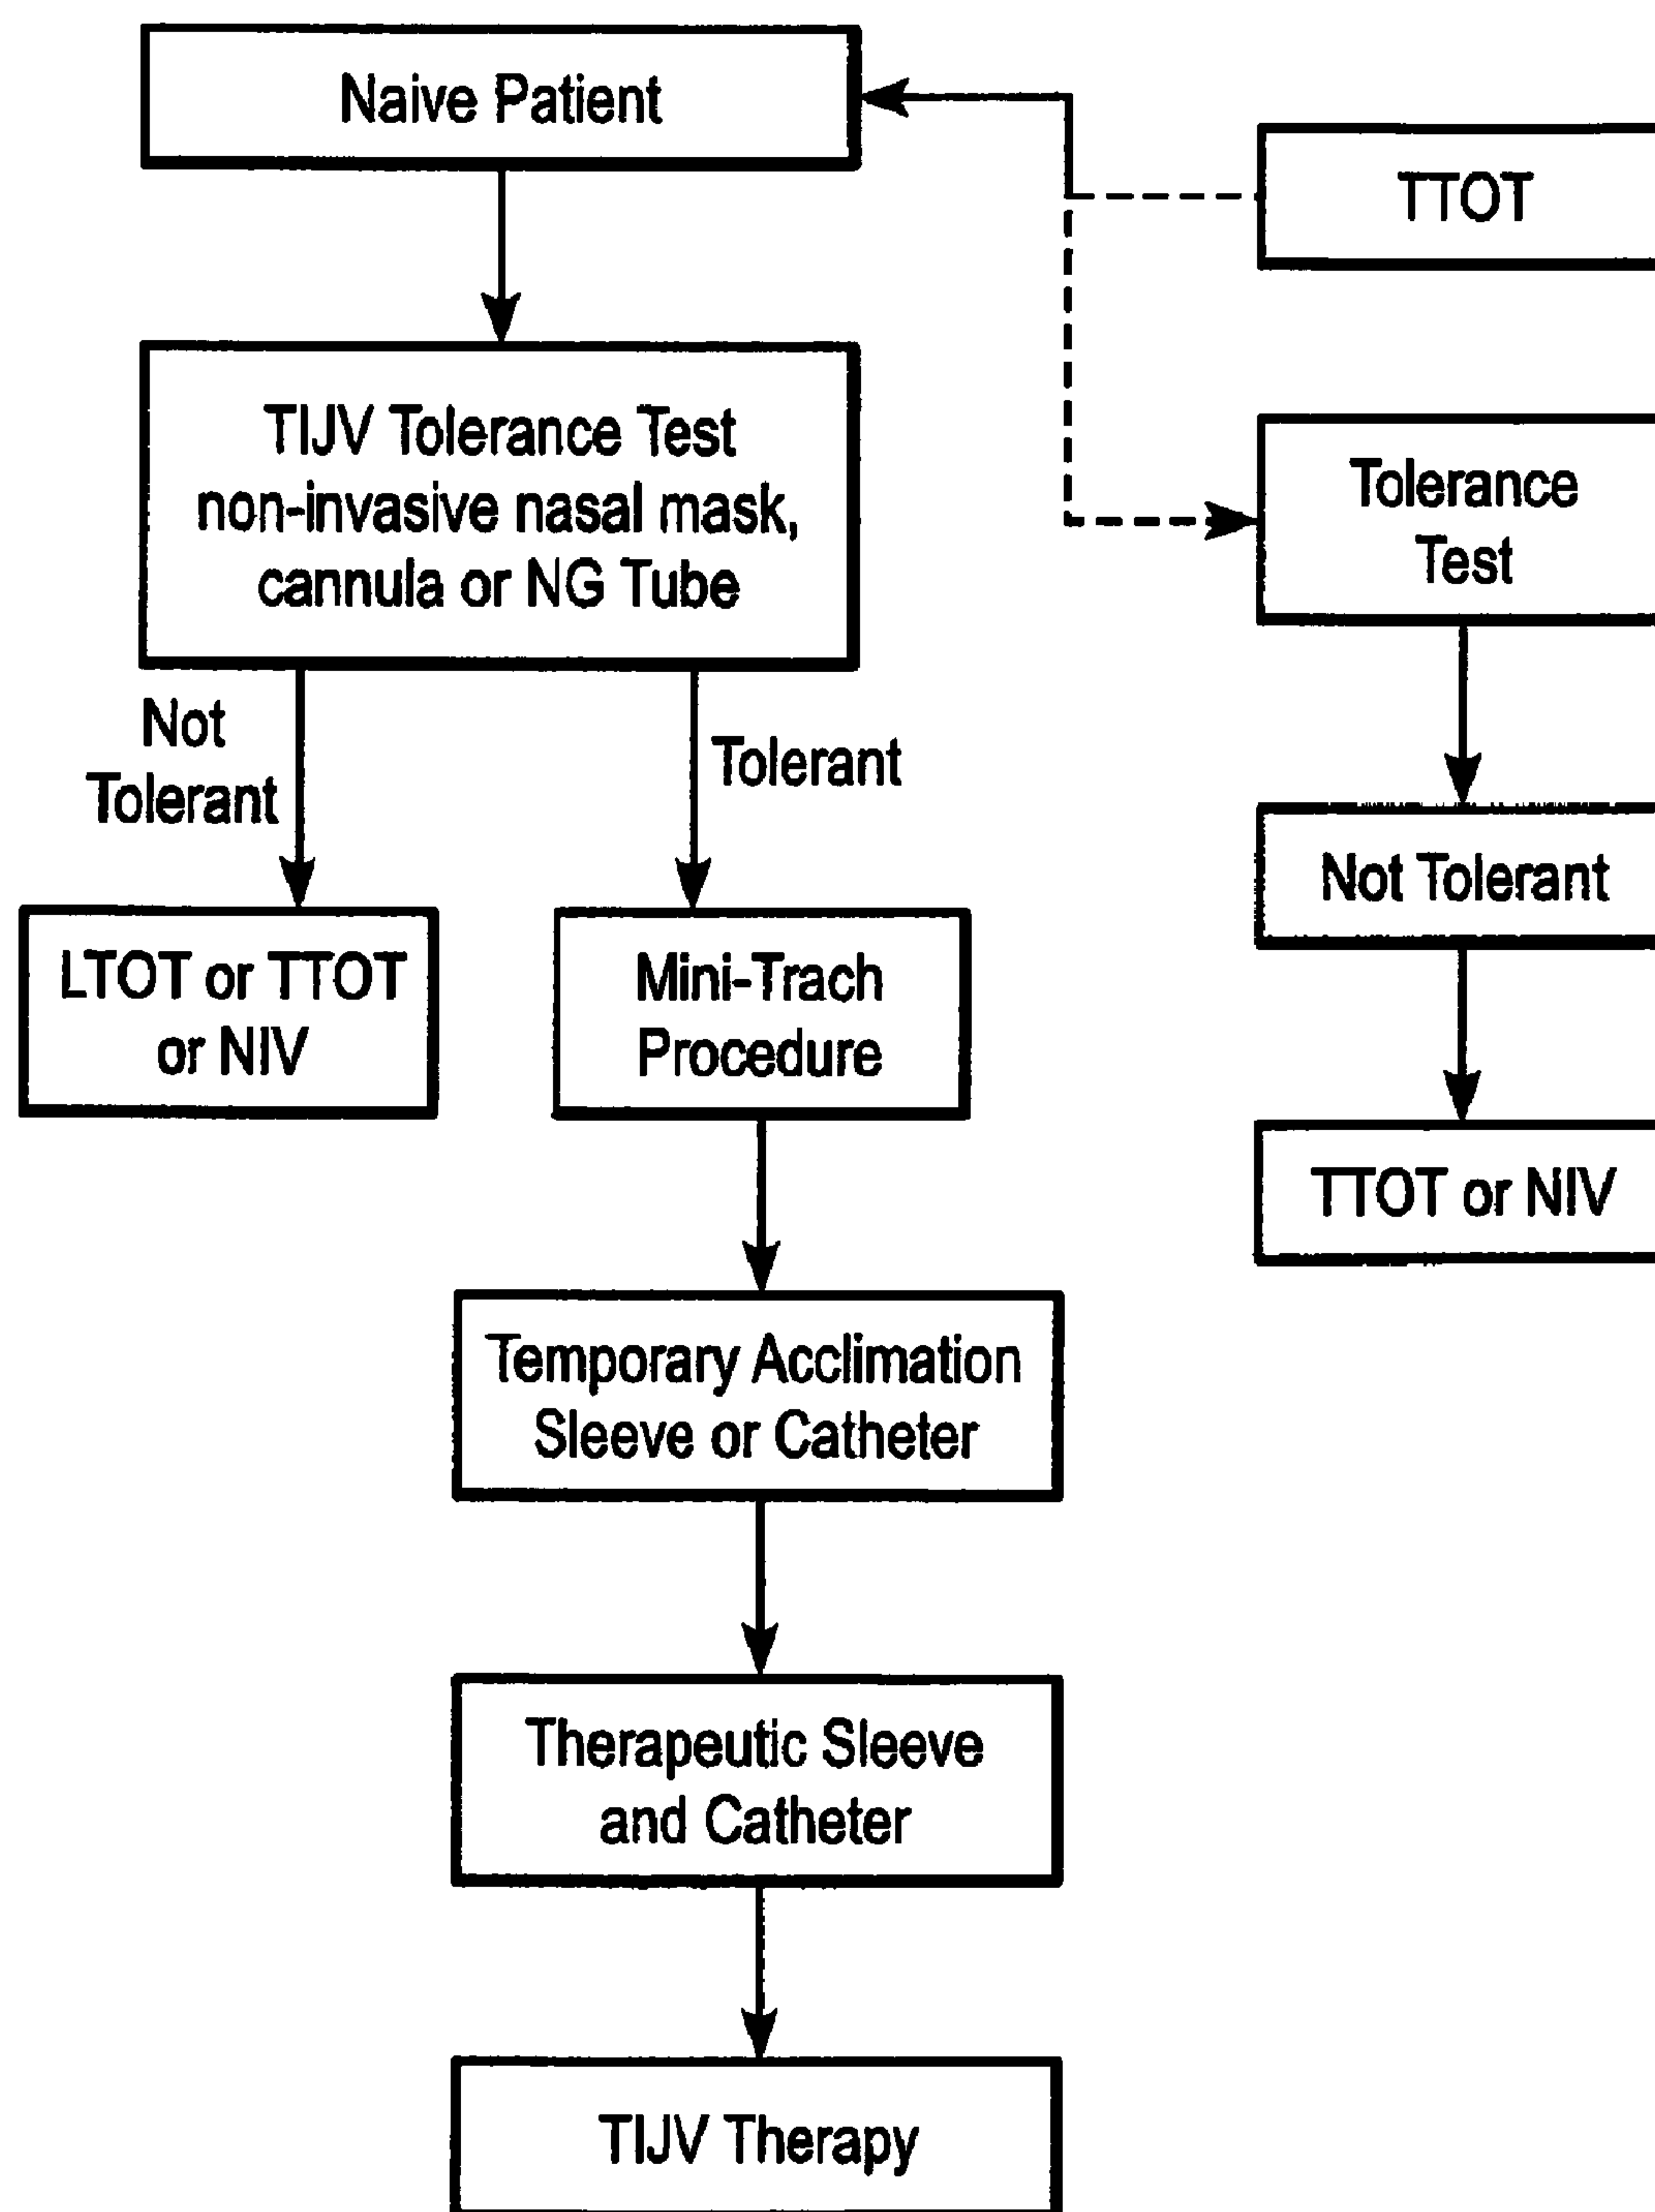 Naive Patient
TTOT
TIJV Tolerance Test
non-invasive nasal mask,
cannula or NG Tube
Tolerance
Test
Not
Tolerant
Tolerant
Not Tolerant
LTOT or TTOT
or NIV
Mini-Trach
Procedure
TTOT or NIV
Temporary Acclimation
Sleeve or Catheter
Therapeutic Sleeve
and Catheter
TIJV Therapy